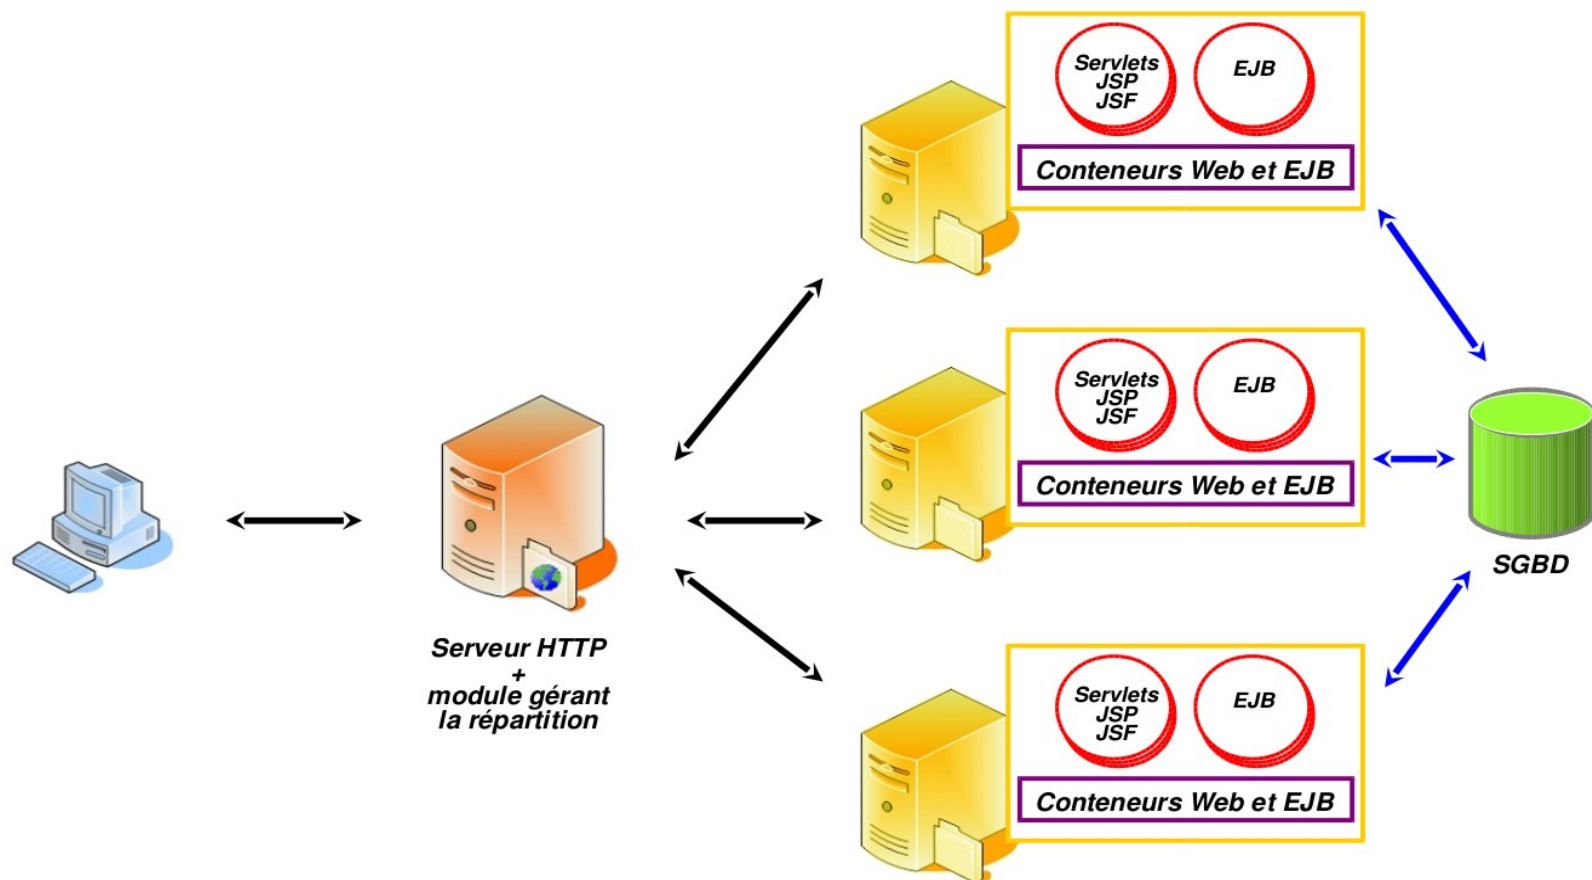 Servlets
JSP
JSF
EJB
Conteneurs Web et EJB
Servlets
JSP
JSF
EJB
Conteneurs Web et EJB
SGBD
Serveur HTTP
+
module gérant
la répartition
Servlets
JSP
JSF
EJB
Conteneurs Web et EJB